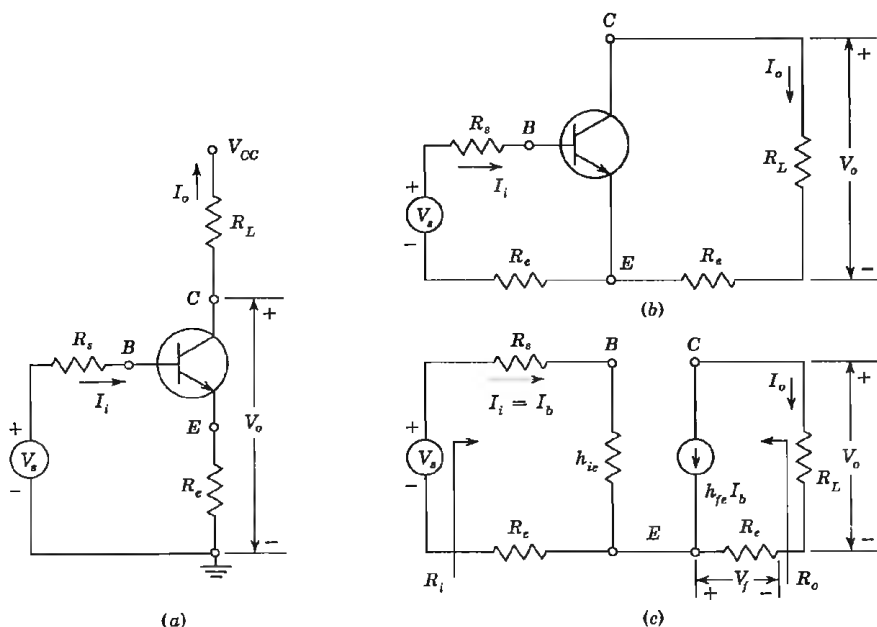 V_CC
I_o
R_L
C
+
R_s
B
I_i
V_o
E
+
V_s
−
R_e
−
(a)
C
+
I_o
R_s
B
R_L
V_o
I_i
+
V_s
−
R_e
E
R_e
−
(b)
R_s
B
C
+
I_i = I_b
I_o
+
V_s
−
h_ie
h_fe I_b
R_L
V_o
R_e
E
R_e
−
R_i
+ V_f −
R_o
(c)